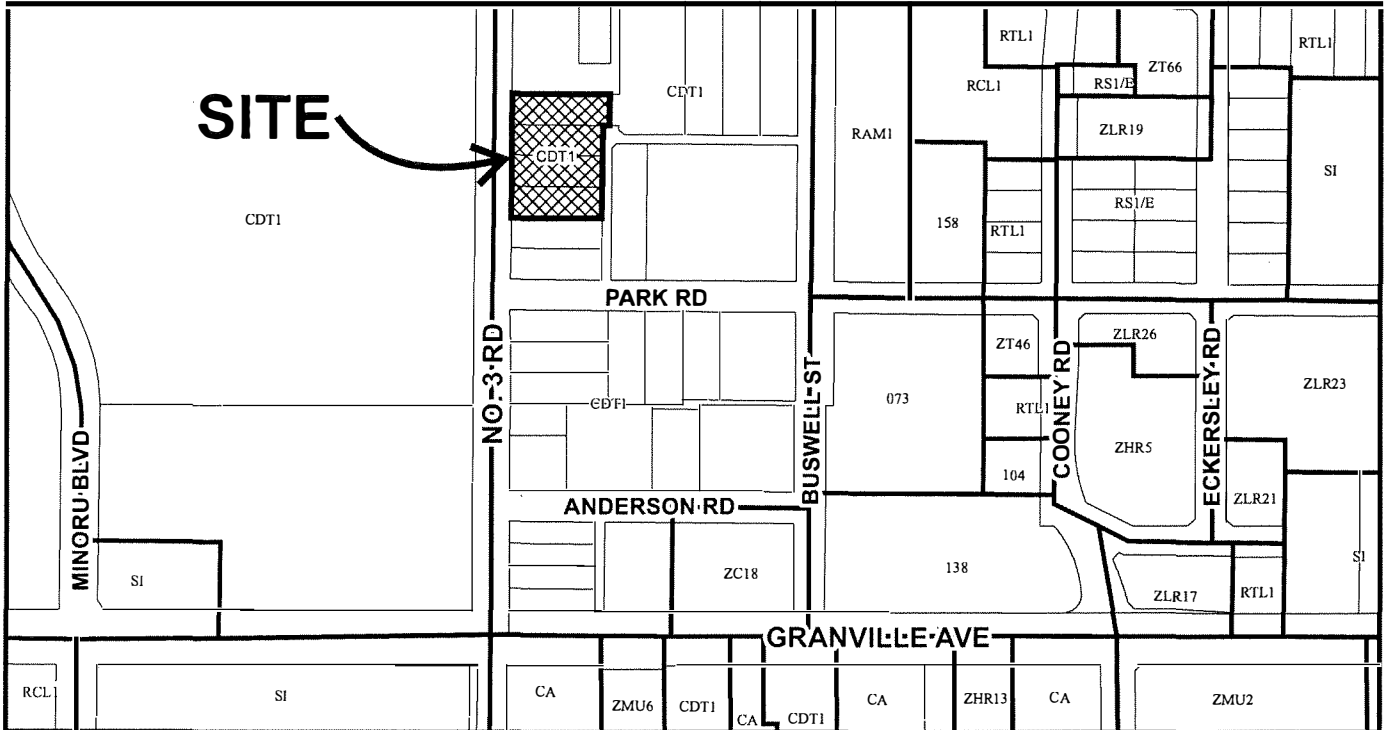 RTL1
RTL1
ZT66
CDT1
RS1/E
RCL1
SITE
ZLR19
RAM1
CDT1
SI
RS1/E
CDT1
158
RTL1
PARK RD
ZLR26
ZT46
NO. 3 RD
BUSWELL ST
COONEY RD
ECKERSLEY RD
ZLR23
073
CDT1
RTL1
MINORU BLVD
ZHR5
104
ZLR21
ANDERSON RD
SI
ZC18
138
SI
ZLR17
RTL1
GRANVILLE AVE
RCL1
SI
CA
ZMU6
CDT1
CA
CDT1
CA
ZHR13
CA
ZMU2